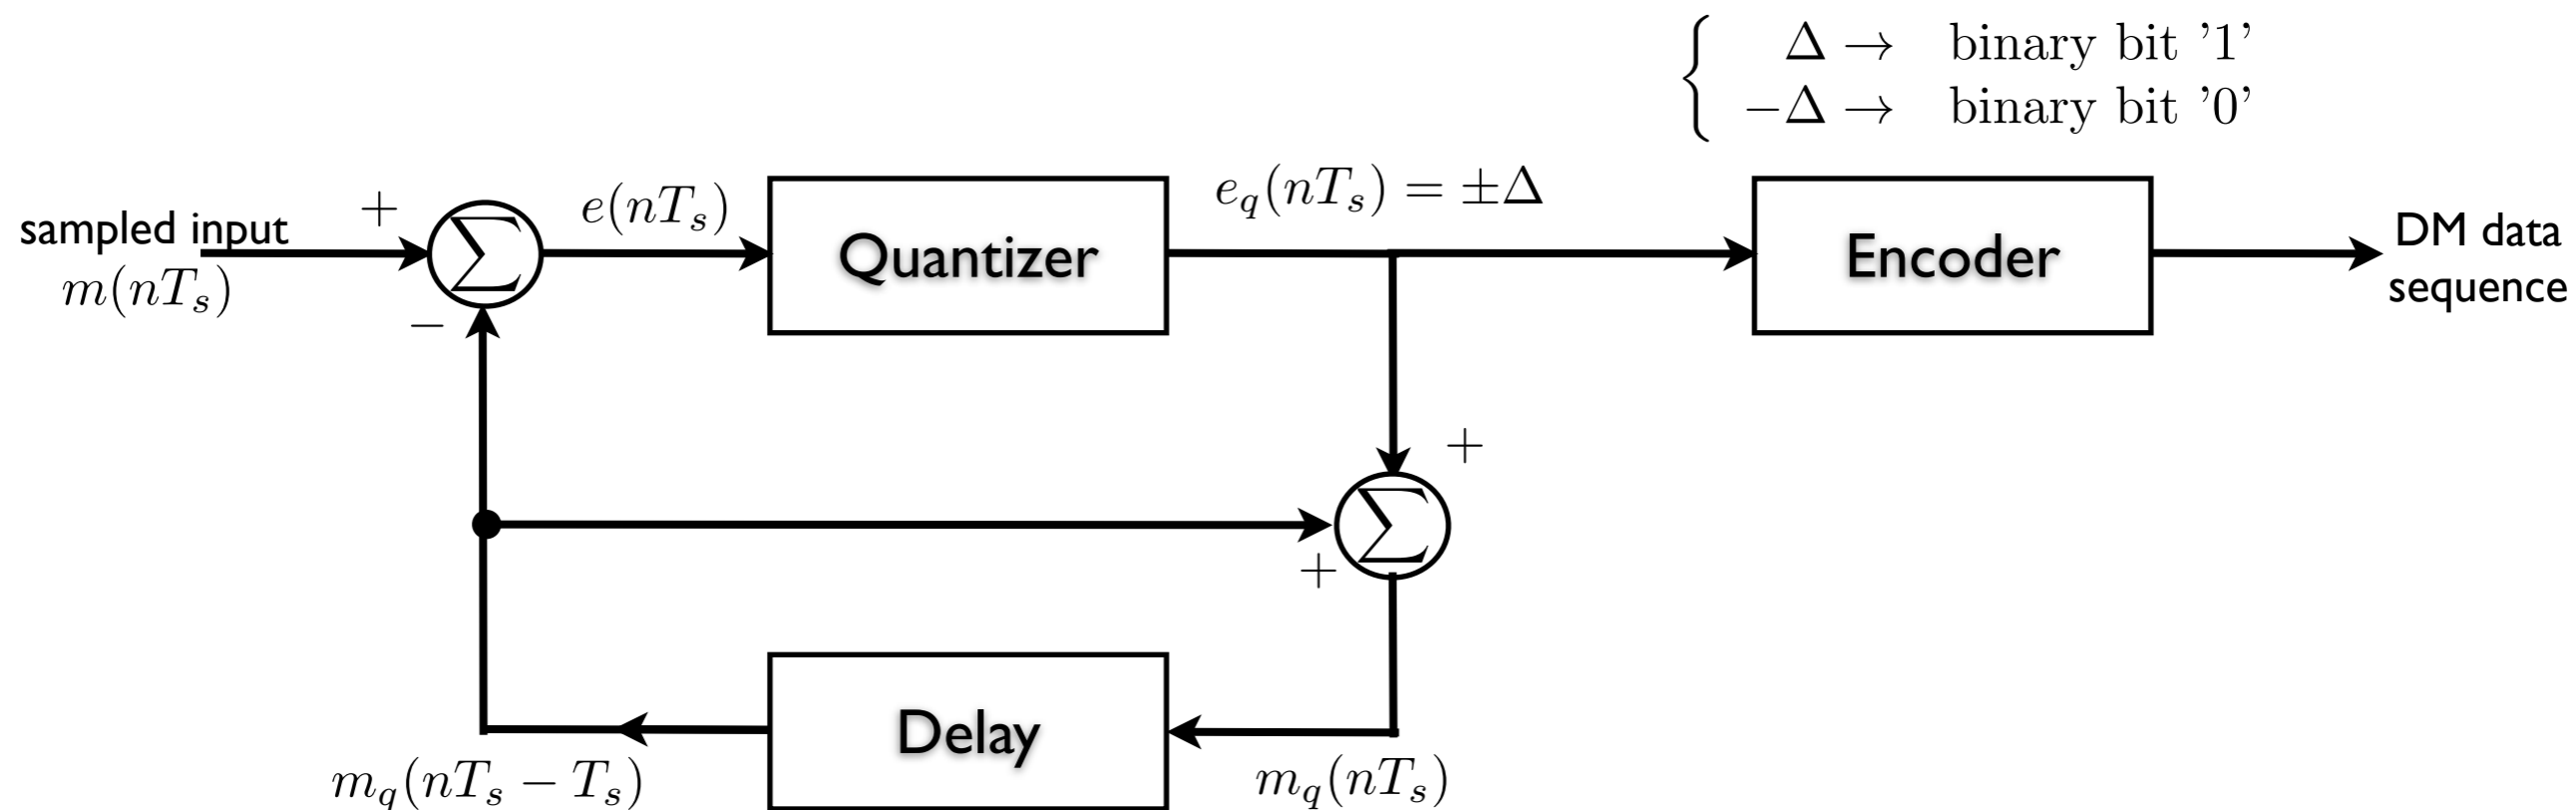 Δ → binary bit '1'
−Δ → binary bit '0'
sampled input
m(nT_s)
+
−
Σ
e(nT_s)
Quantizer
e_q(nT_s) = ±Δ
Encoder
DM data
sequence
+
+
Σ
Delay
m_q(nT_s − T_s)
m_q(nT_s)